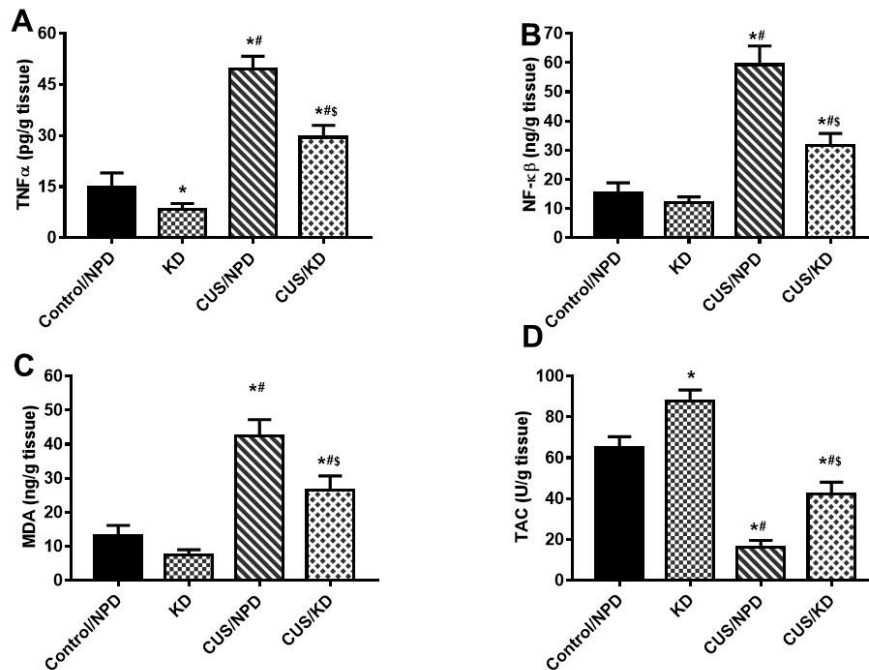 A
TNFα (pg/g tissue)
60
45
30
15
0
*
*#
*#$
Control/NPD
KD
CUS/NPD
CUS/KD
B
NF-κβ (ng/g tissue)
70
60
50
40
30
20
10
0
*#
*#$
Control/NPD
KD
CUS/NPD
CUS/KD
C
MDA (ng/g tissue)
60
50
40
30
20
10
0
*#
*#$
Control/NPD
KD
CUS/NPD
CUS/KD
D
TAC (U/g tissue)
100
80
60
40
20
0
*
*#
*#$
Control/NPD
KD
CUS/NPD
CUS/KD